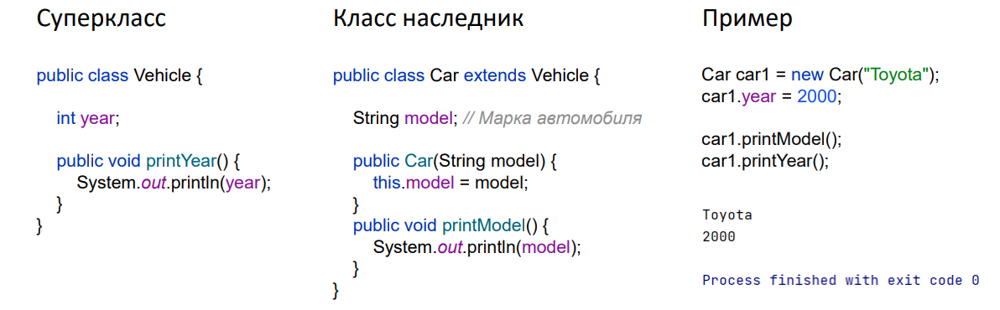 Суперкласс
public class Vehicle {
int year;
public void printYear() {
System.out.println(year);
}
}
Класс наследник
public class Car extends Vehicle {
String model; // Марка автомобиля
public Car(String model) {
this.model = model;
}
public void printModel() {
System.out.println(model);
}
}
Пример
Car car1 = new Car("Toyota");
car1.year = 2000;
car1.printModel();
car1.printYear();
Toyota
2000
Process finished with exit code 0